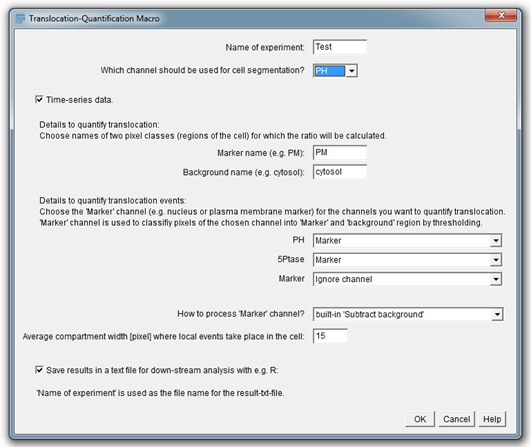 Translocation-Quantification Macro
Name of experiment: Test
Which channel should be used for cell segmentation? PH
Time-series data.
Details to quantify translocation:
Choose names of two pixel classes (regions of the cell) for which the ratio will be calculated.
Marker name (e.g. PM): PM
Background name (e.g. cytosol): cytosol
Details to quantify translocation events:
Choose the 'Marker' channel (e.g. nucleus or plasma membrane marker) for the channels you want to quantify translocation.
'Marker' channel is used to classifiy pixels of the chosen channel into 'Marker' and 'background' region by thresholding.
PH Marker
5Ptase Marker
Marker Ignore channel
How to process 'Marker' channel? built-in 'Subtract background'
Average compartment width [pixel] where local events take place in the cell: 15
Save results in a text file for down-stream analysis with e.g. R:
'Name of experiment' is used as the file name for the result-txt-file.
OK Cancel Help